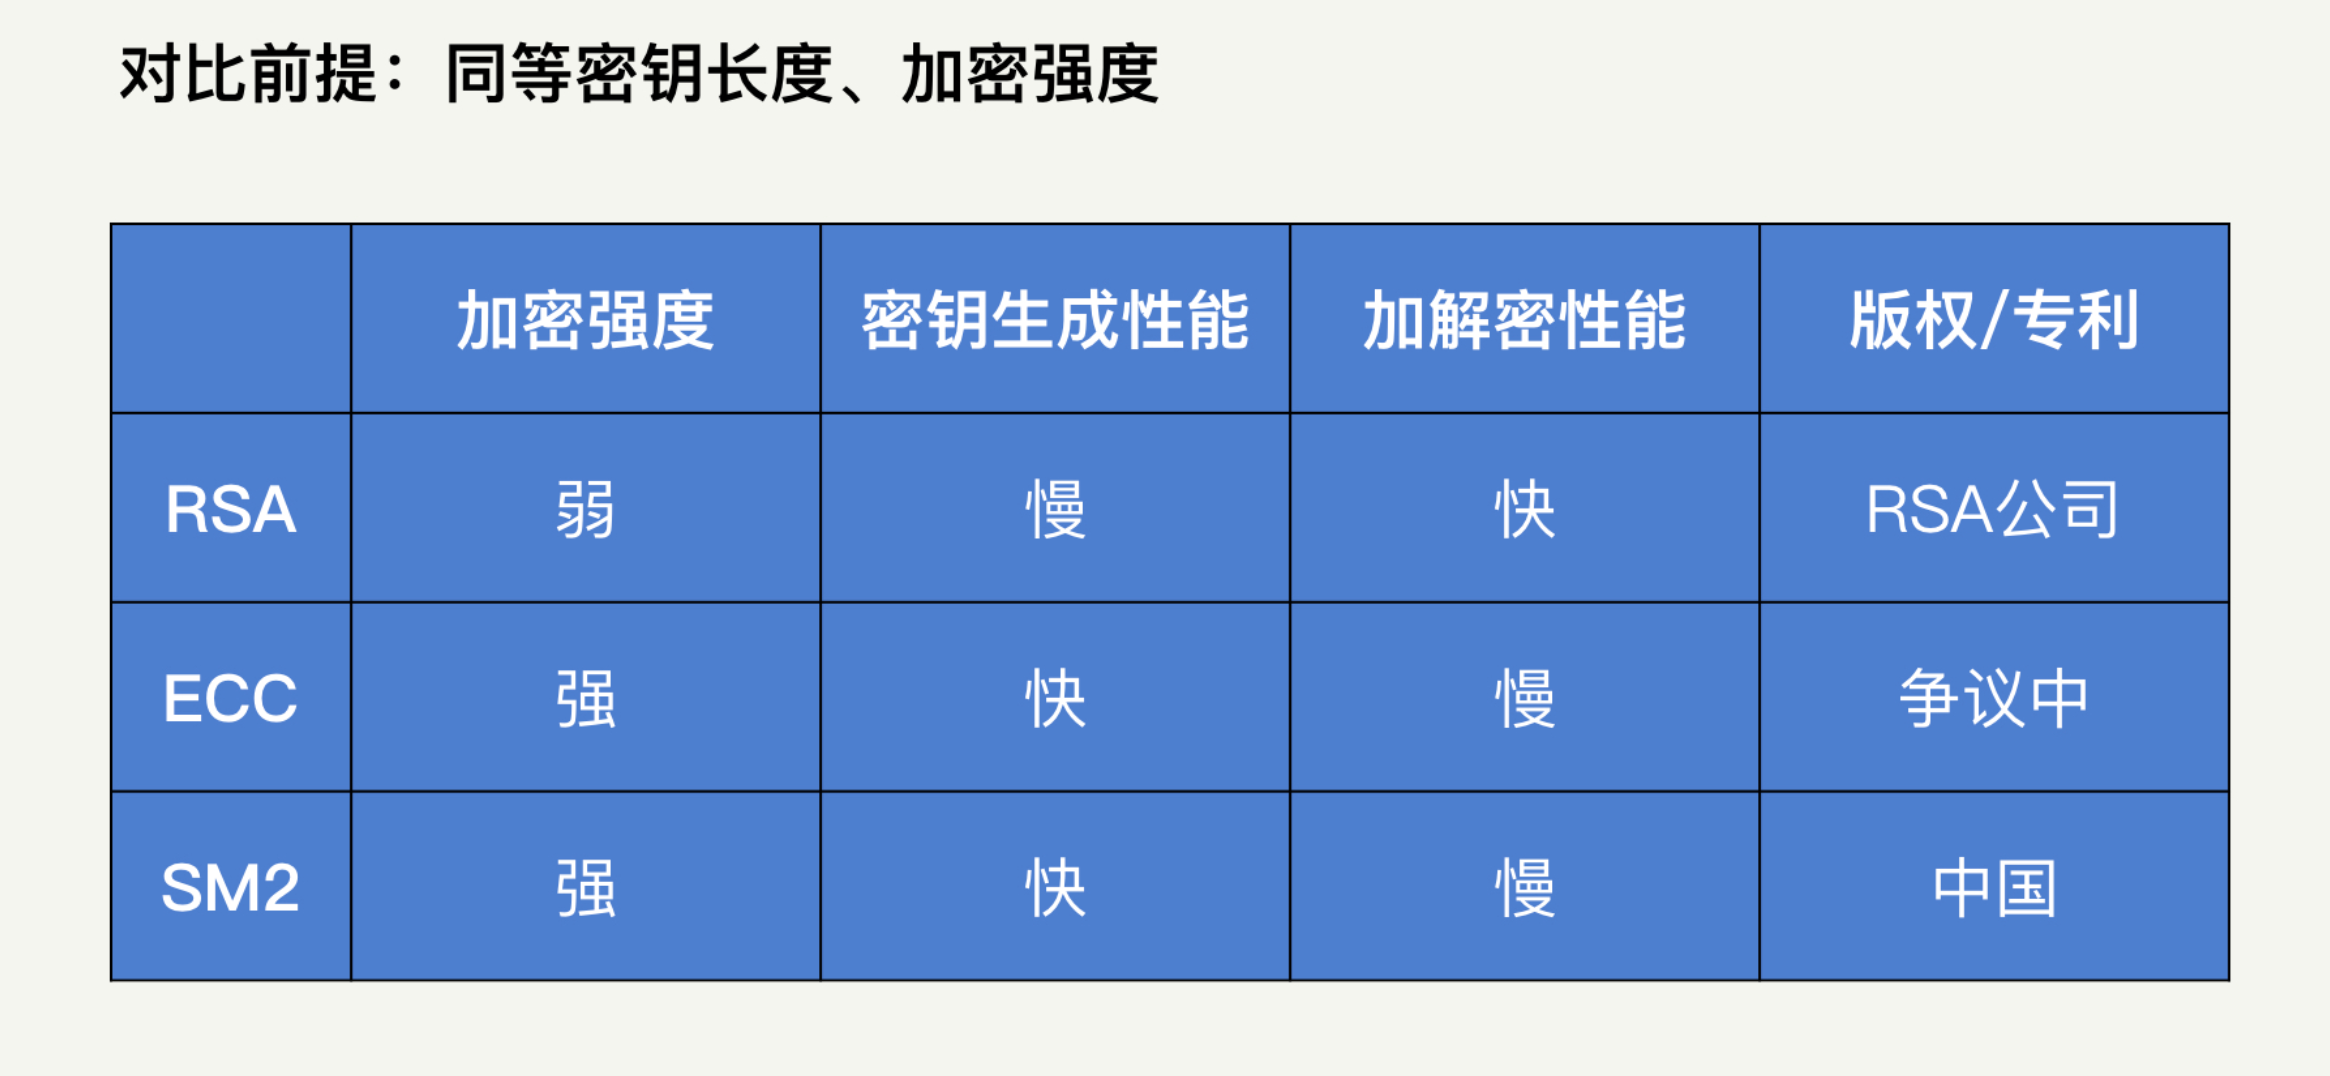 对比前提：同等密钥长度、加密强度
加密强度 密钥生成性能 加解密性能 版权/专利
RSA 弱 慢 快 RSA公司
ECC 强 快 慢 争议中
SM2 强 快 慢 中国